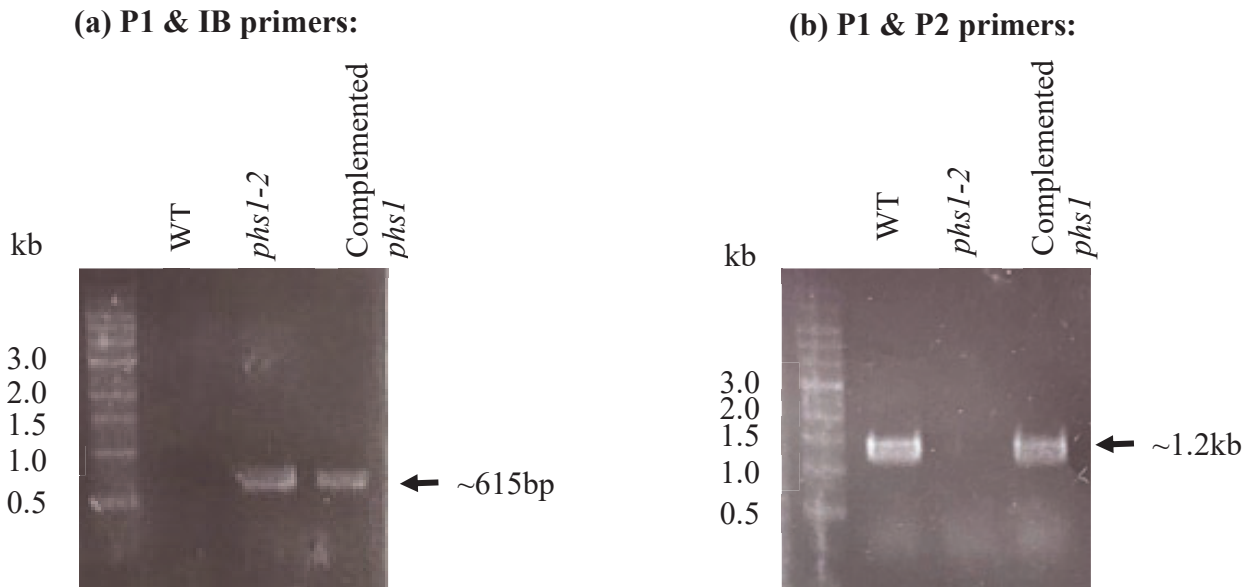 (a) P1 & IB primers:
WT
phs1-2
Complemented
phs1
kb
3.0
2.0
1.5
1.0
0.5
~615bp
(b) P1 & P2 primers:
WT
phs1-2
Complemented
phs1
kb
3.0
2.0
1.5
1.0
0.5
~1.2kb